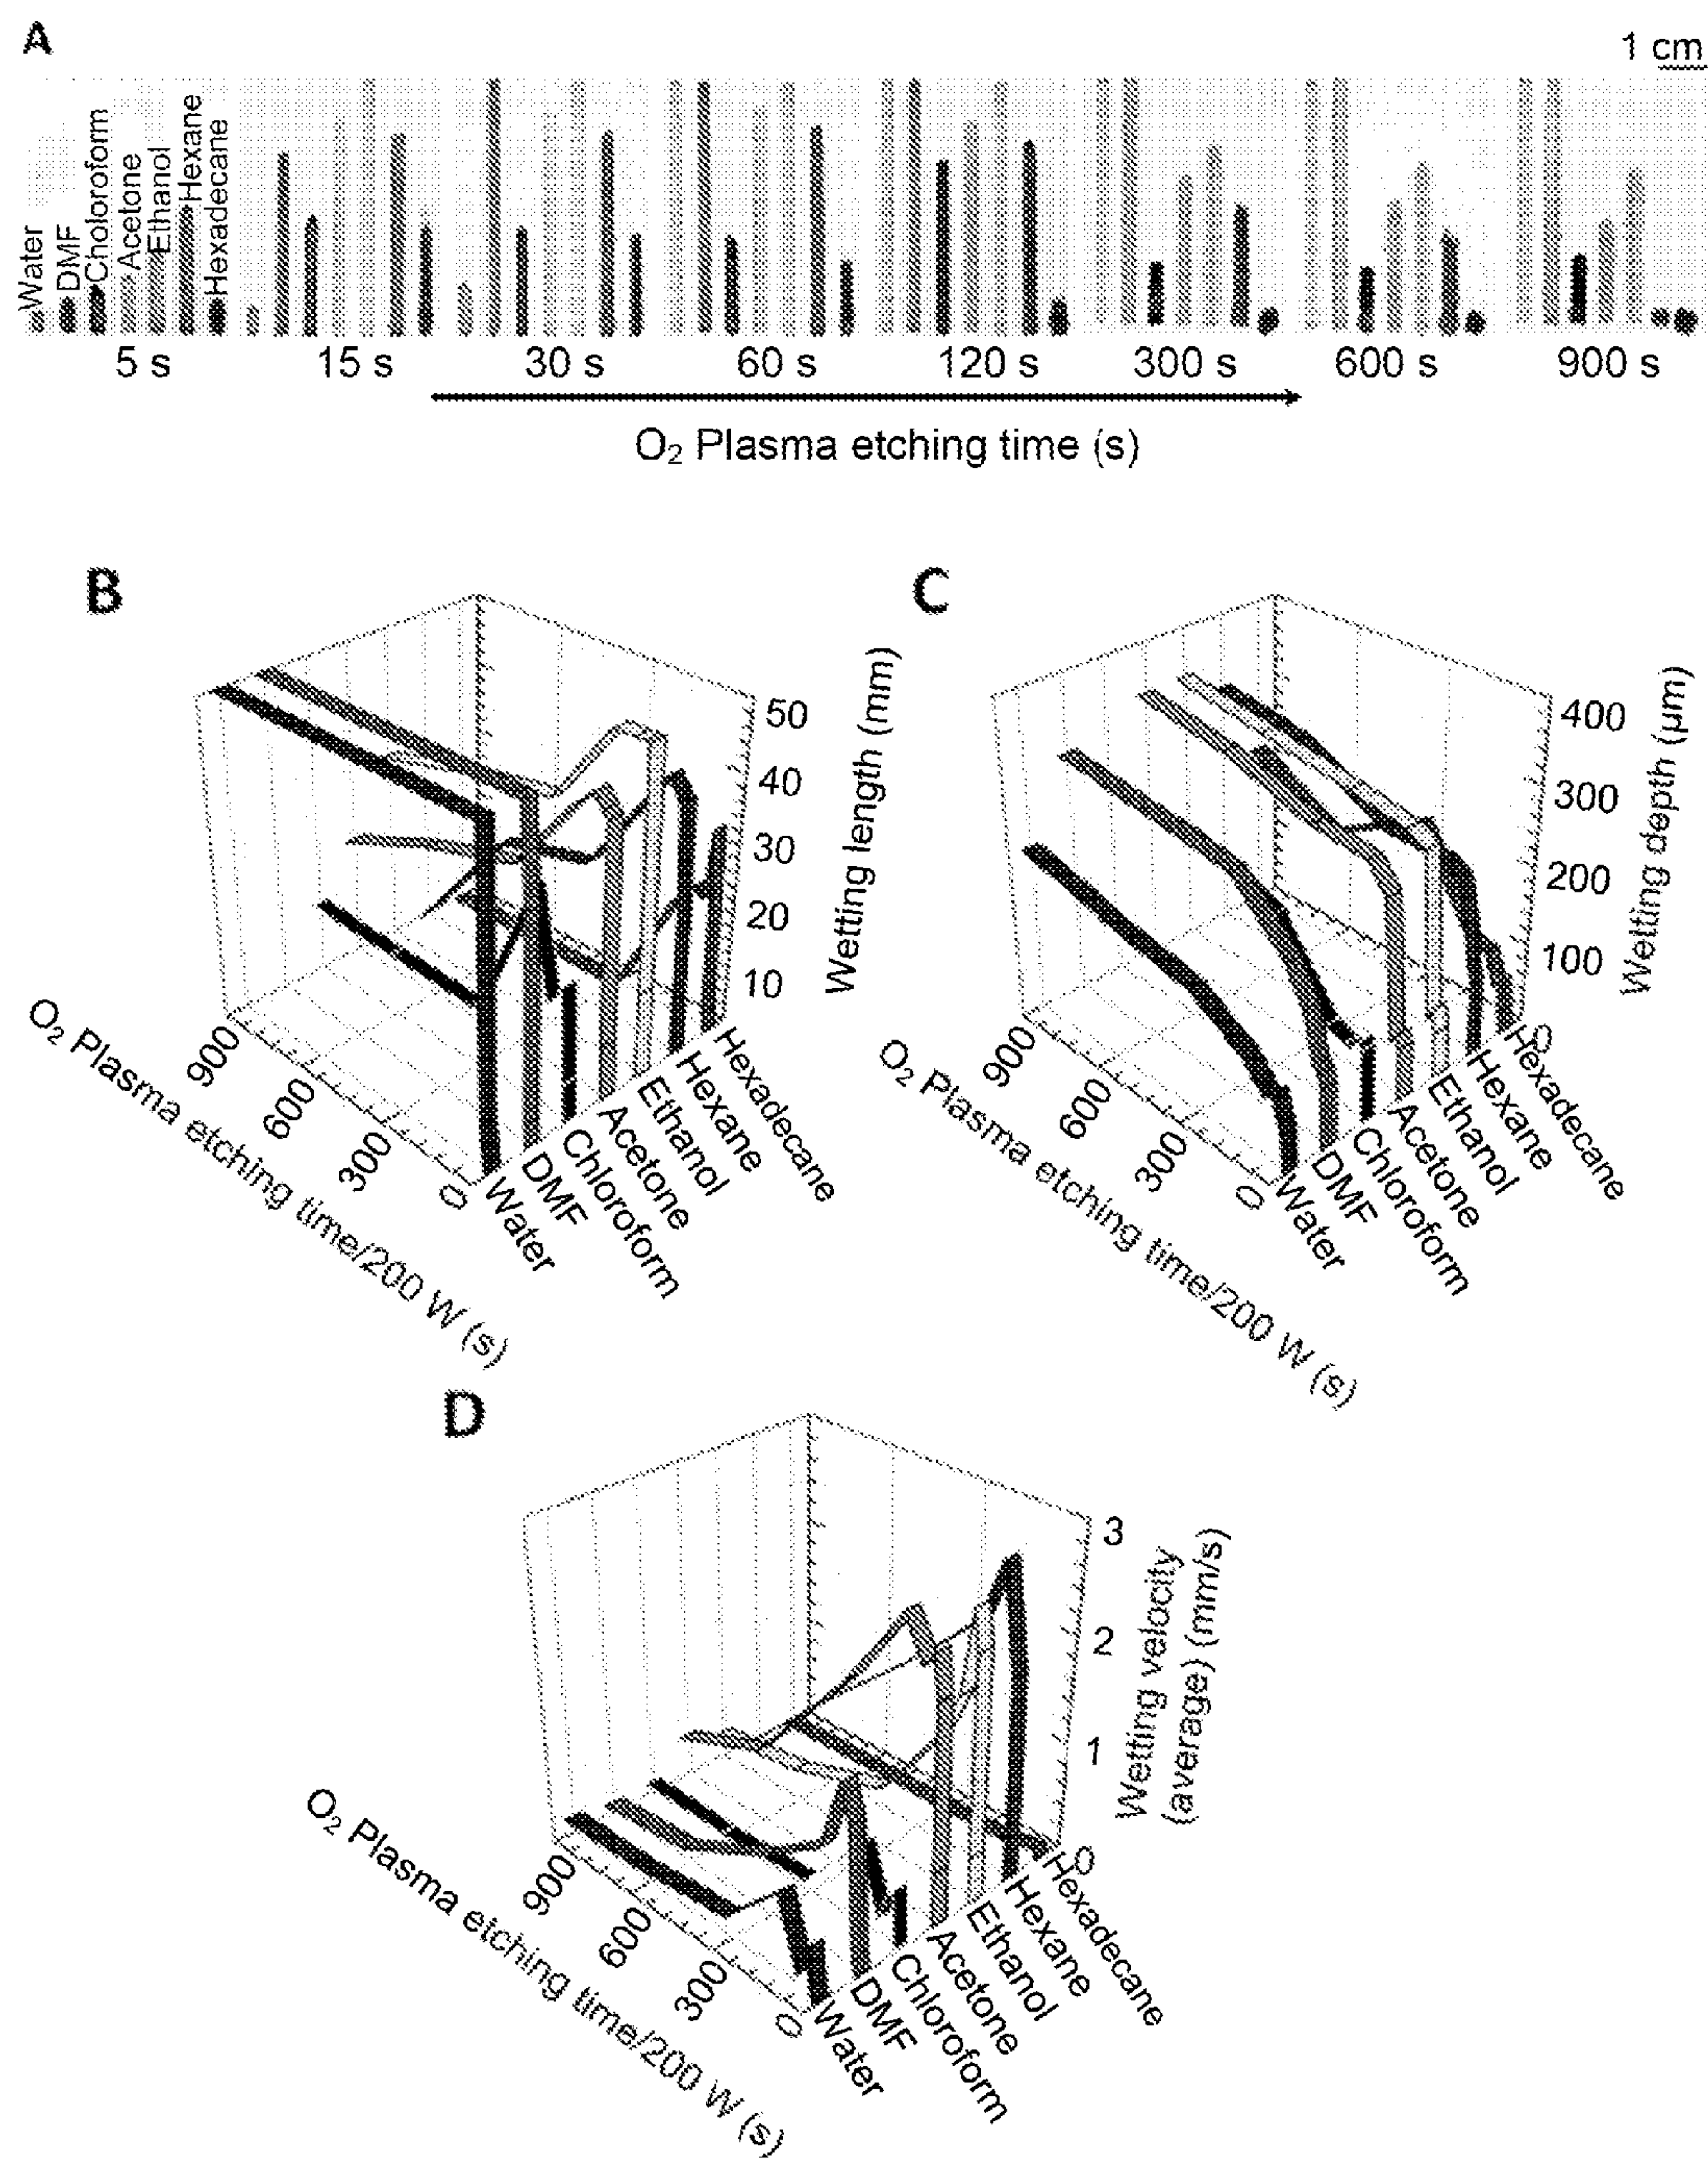 A
1 cm
Water
DMF
Choloroform
Acetone
Ethanol
Hexane
Hexadecane
5 s
15 s
30 s
60 s
120 s
300 s
600 s
900 s
O₂ Plasma etching time (s)
B
50
40
30
20
10
Wetting length (mm)
900
600
300
0
O₂ Plasma etching time/200 W (s)
Water
DMF
Chloroform
Acetone
Ethanol
Hexane
Hexadecane
C
400
300
200
100
0
Wetting depth (μm)
900
600
300
0
O₂ Plasma etching time/200 W (s)
Water
DMF
Chloroform
Acetone
Ethanol
Hexane
Hexadecane
D
3
2
1
0
Wetting velocity
(average) (mm/s)
900
600
300
0
O₂ Plasma etching time/200 W (s)
Water
DMF
Chloroform
Acetone
Ethanol
Hexane
Hexadecane